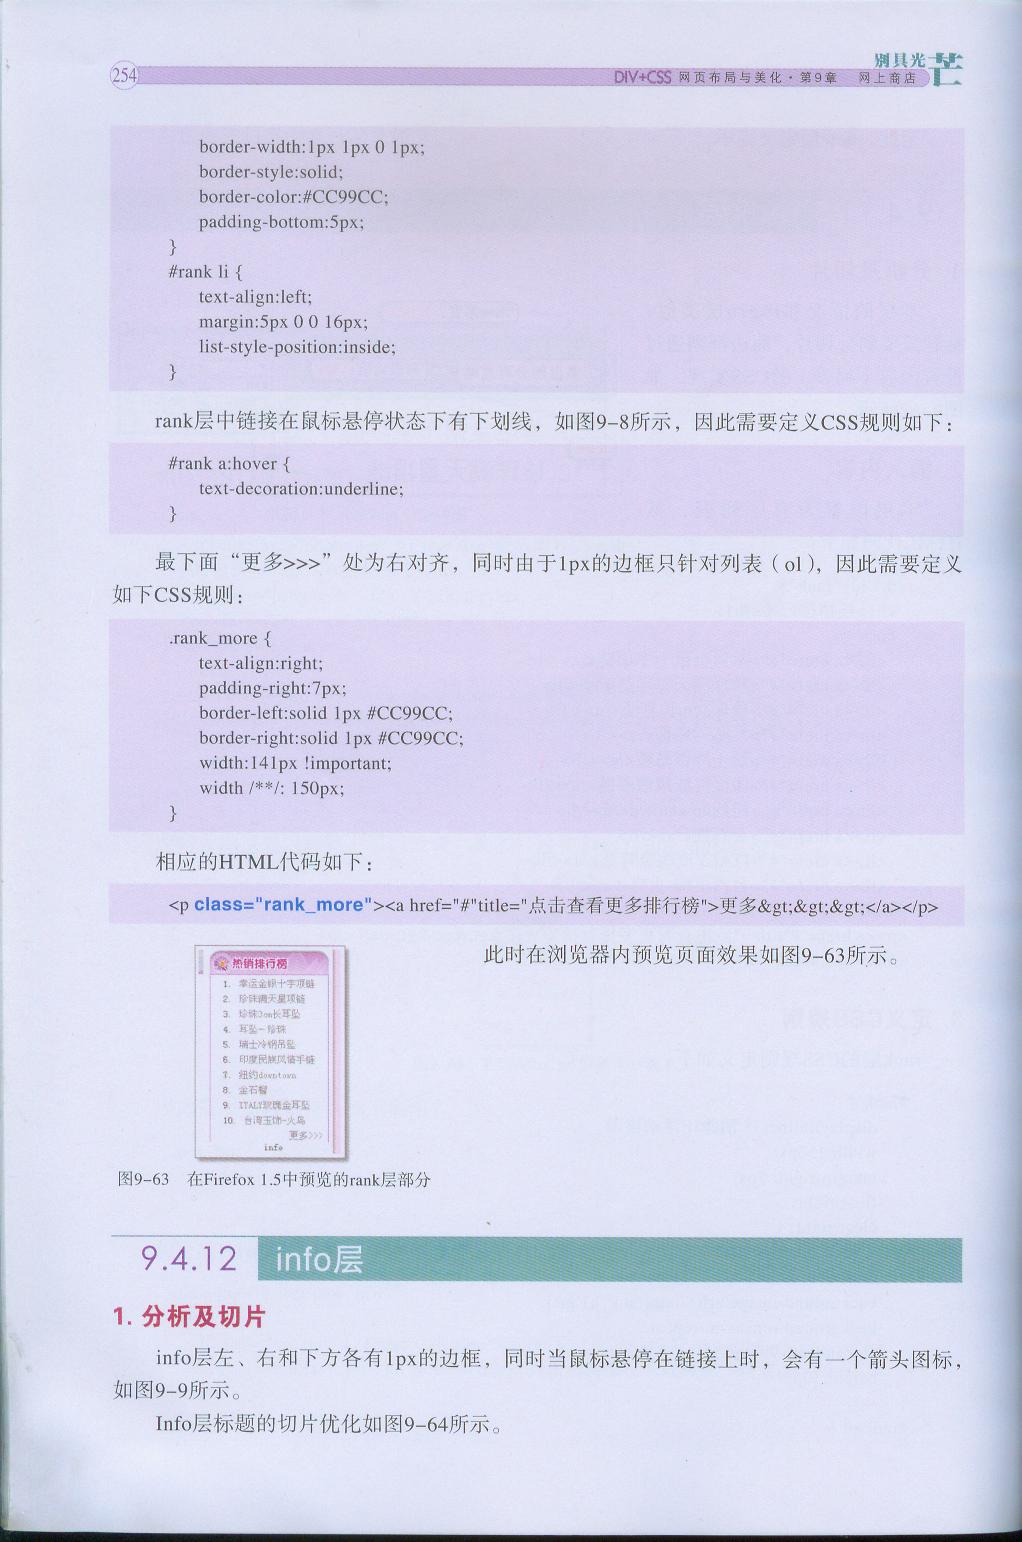 254
别具光芒
DIV+CSS 网页布局与美化·第9章 网上商店
border-width:1px 1px 0 1px;
border-style:solid;
border-color:#CC99CC;
padding-bottom:5px;
}
#rank li {
text-align:left;
margin:5px 0 0 16px;
list-style-position:inside;
}
rank层中链接在鼠标悬停状态下有下划线，如图9-8所示，因此需要定义CSS规则如下：
#rank a:hover {
text-decoration:underline;
}
最下面“更多>>>”处为右对齐，同时由于1px的边框只针对列表（ol），因此需要定义
如下CSS规则：
.rank_more {
text-align:right;
padding-right:7px;
border-left:solid 1px #CC99CC;
border-right:solid 1px #CC99CC;
width:141px !important;
width /**/: 150px;
}
相应的HTML代码如下：
<p class="rank_more"><a href="#"title="点击查看更多排行榜">更多&gt;&gt;&gt;</a></p>
此时在浏览器内预览页面效果如图9-63所示。
热销排行榜
1. 幸运金银十字项链
2. 珍珠满天星项链
3. 珍珠3cm长耳坠
4. 耳坠-珍珠
5. 瑞士冷钢吊坠
6. 印度民族风情手链
7. 纽约downtown
8. 金石榴
9. ITALY玫瑰金耳坠
10. 台湾玉饰-火鸟
更多>>>
info
图9-63 在Firefox 1.5中预览的rank层部分
9.4.12 info层
1. 分析及切片
info层左、右和下方各有1px的边框，同时当鼠标悬停在链接上时，会有一个箭头图标，
如图9-9所示。
Info层标题的切片优化如图9-64所示。